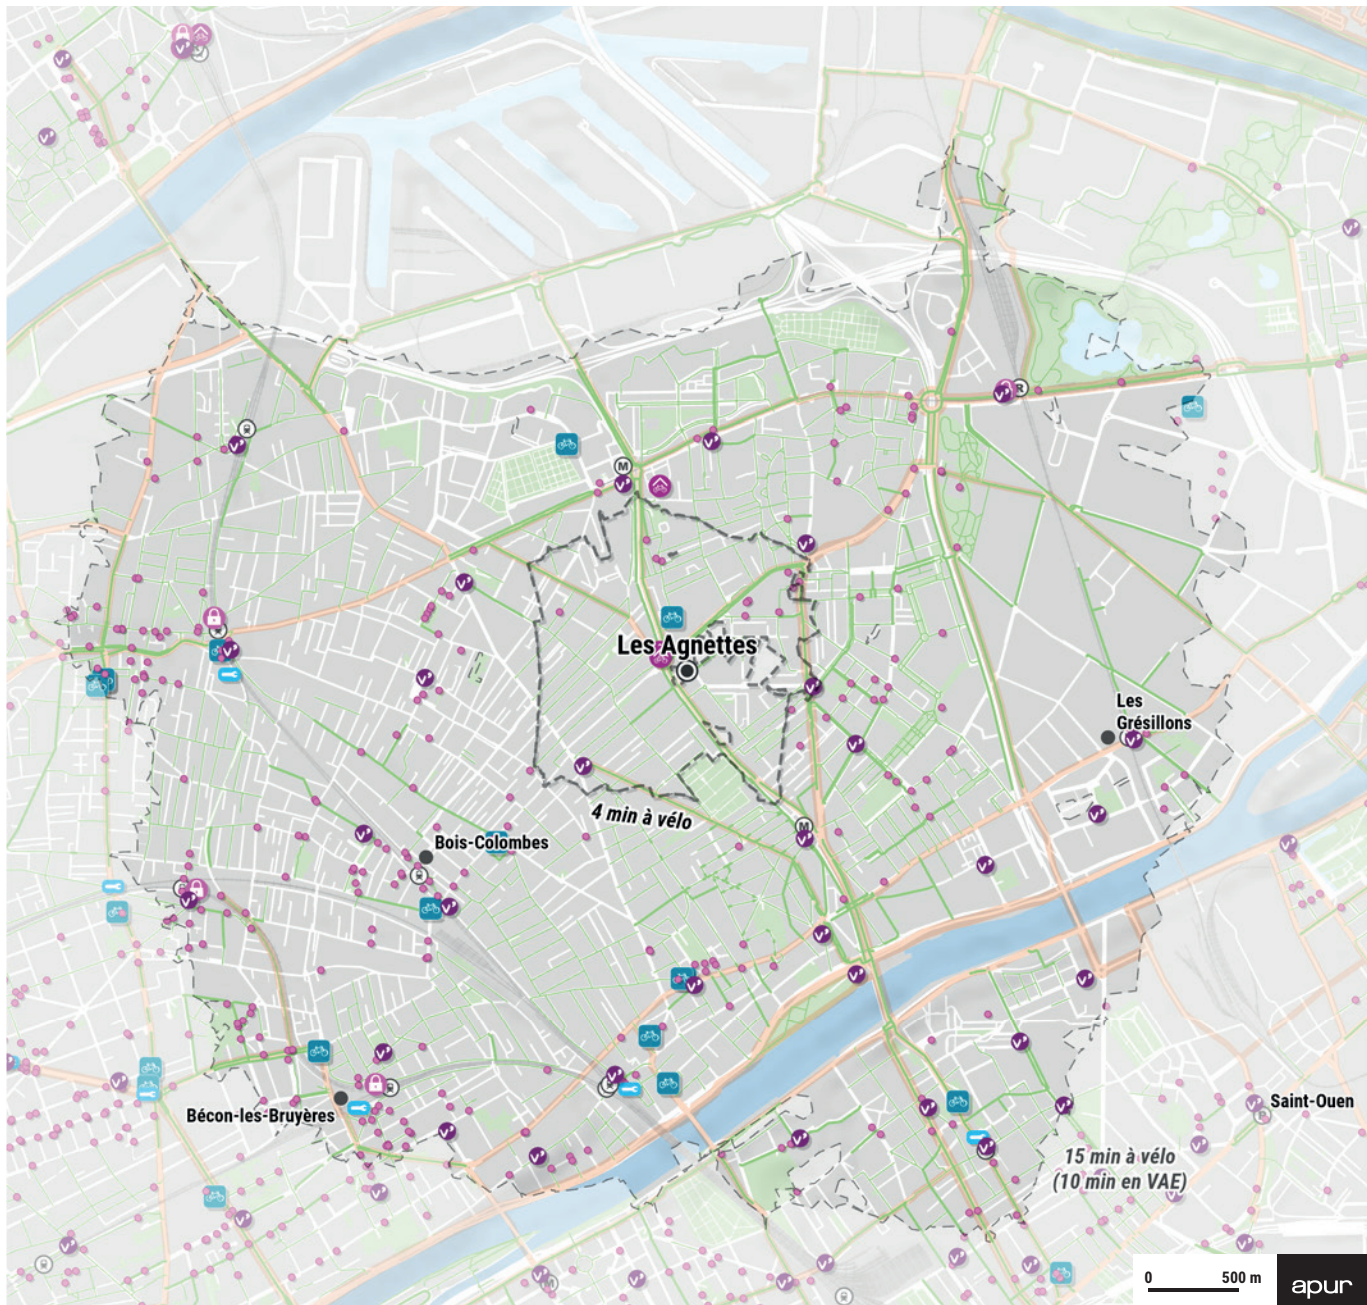 M
R
Les Agnettes
Les
Grésillons
4 min à vélo
M
Bois-Colombes
Bécon-les-Bruyères
Saint-Ouen
15 min à vélo
(10 min en VAE)
M
0 500 m
apur